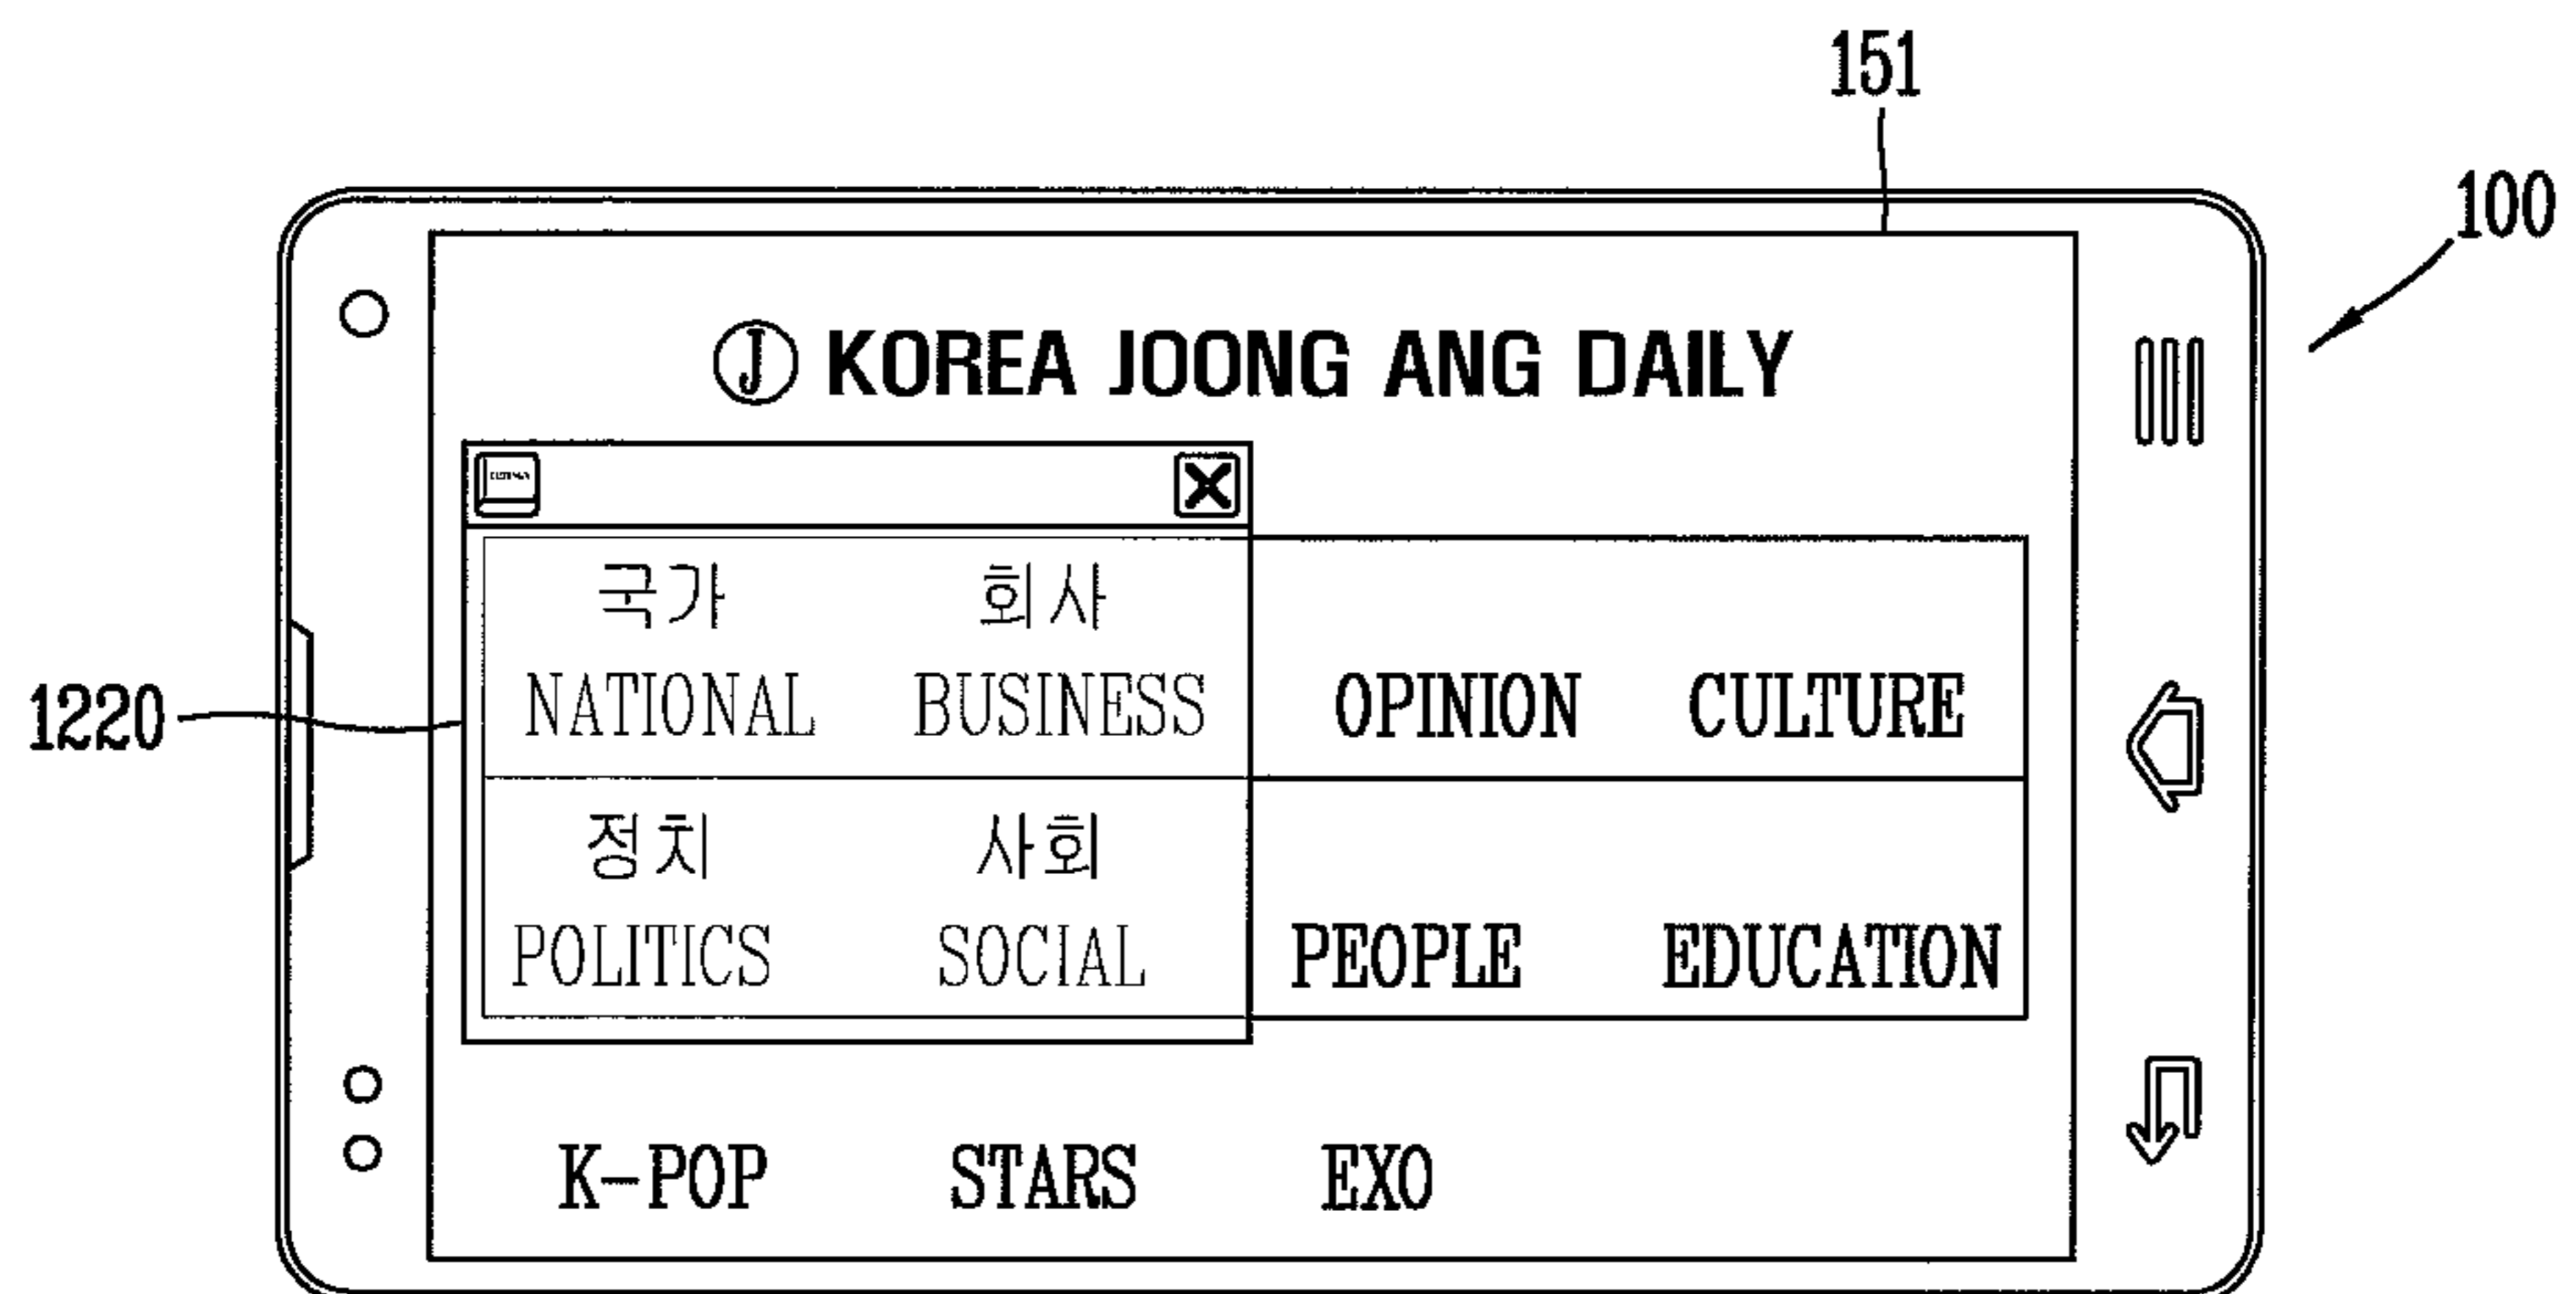 151
100
Ⓙ KOREA JOONG ANG DAILY
국가 회사
NATIONAL BUSINESS OPINION CULTURE
1220
정치 사회
POLITICS SOCIAL PEOPLE EDUCATION
K-POP STARS EXO